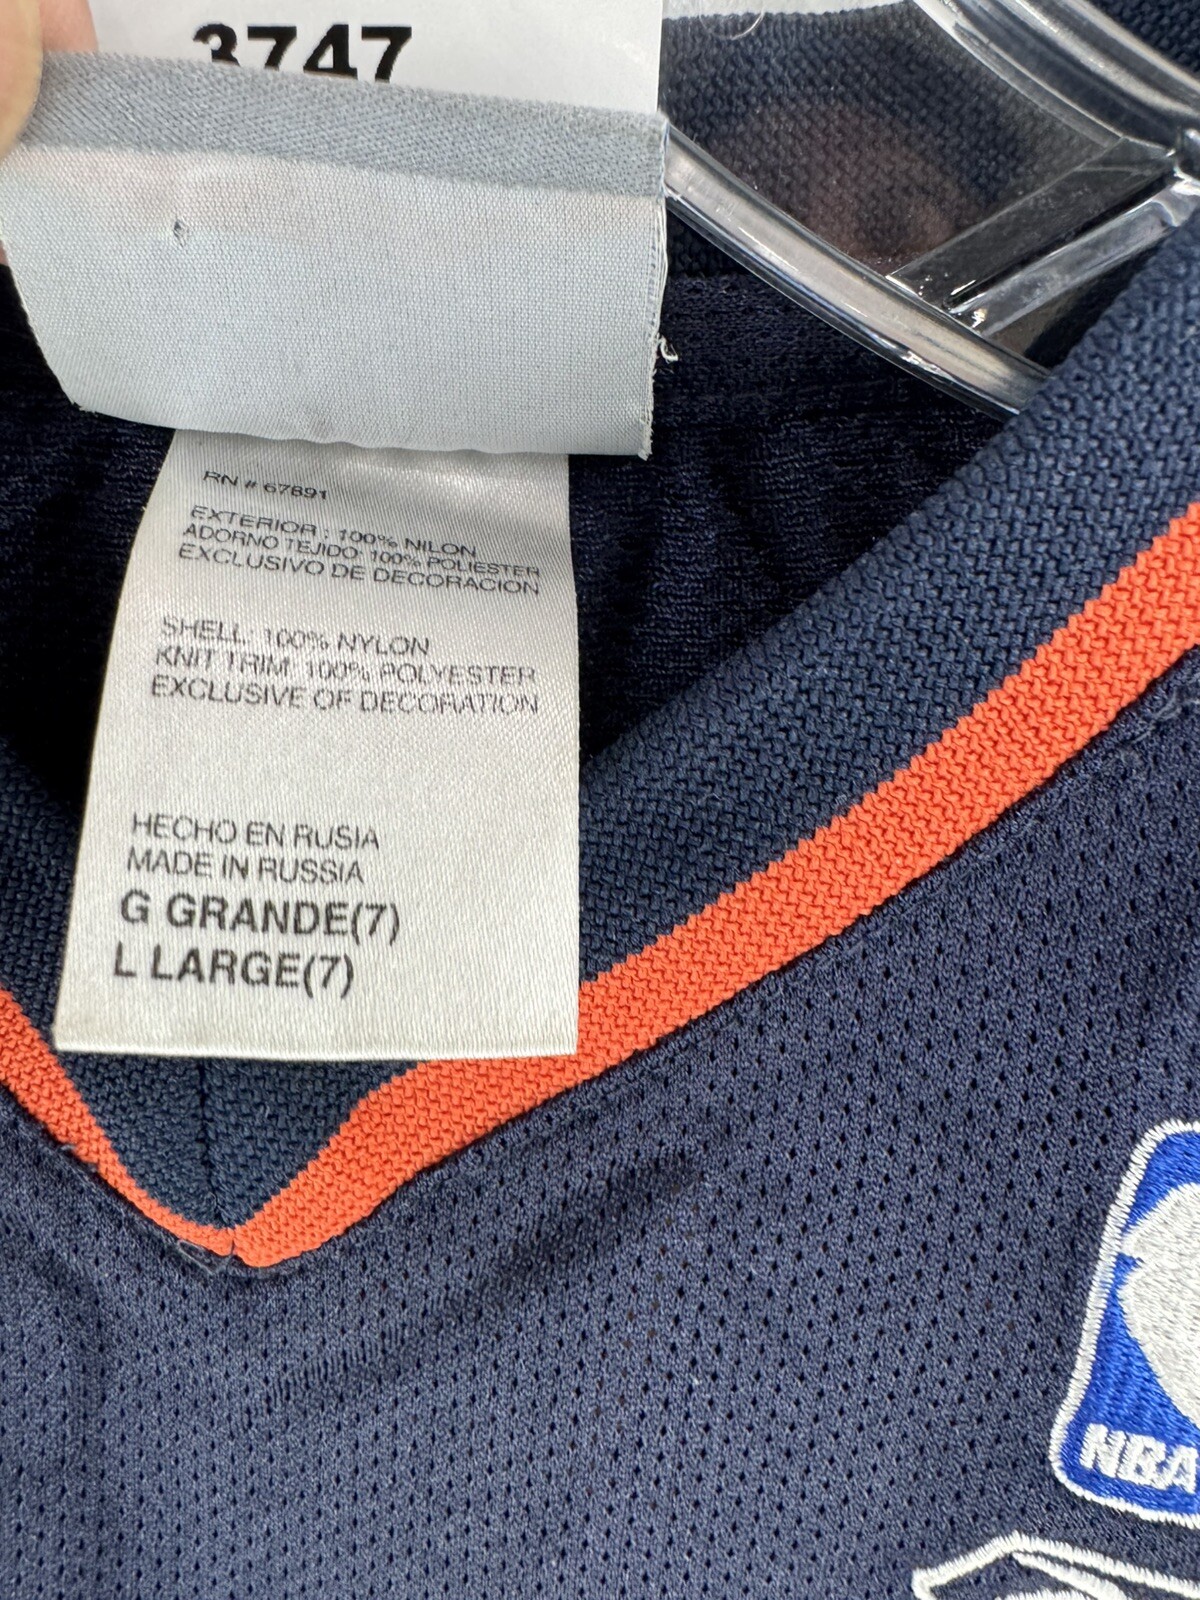 3747
RN # 67891
EXTERIOR : 100% NILON
ADORNO TEJIDO: 100% POLIESTER
EXCLUSIVO DE DECORACION
SHELL: 100% NYLON
KNIT TRIM: 100% POLYESTER
EXCLUSIVE OF DECORATION
HECHO EN RUSIA
MADE IN RUSSIA
G GRANDE(7)
L LARGE(7)
NBA